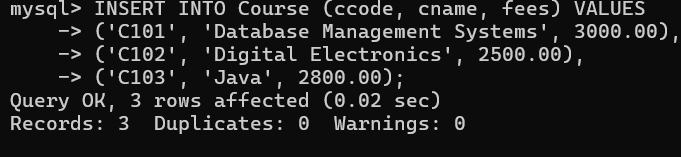 mysql> INSERT INTO Course (ccode, cname, fees) VALUES
    -> ('C101', 'Database Management Systems', 3000.00),
    -> ('C102', 'Digital Electronics', 2500.00),
    -> ('C103', 'Java', 2800.00);
Query OK, 3 rows affected (0.02 sec)
Records: 3  Duplicates: 0  Warnings: 0